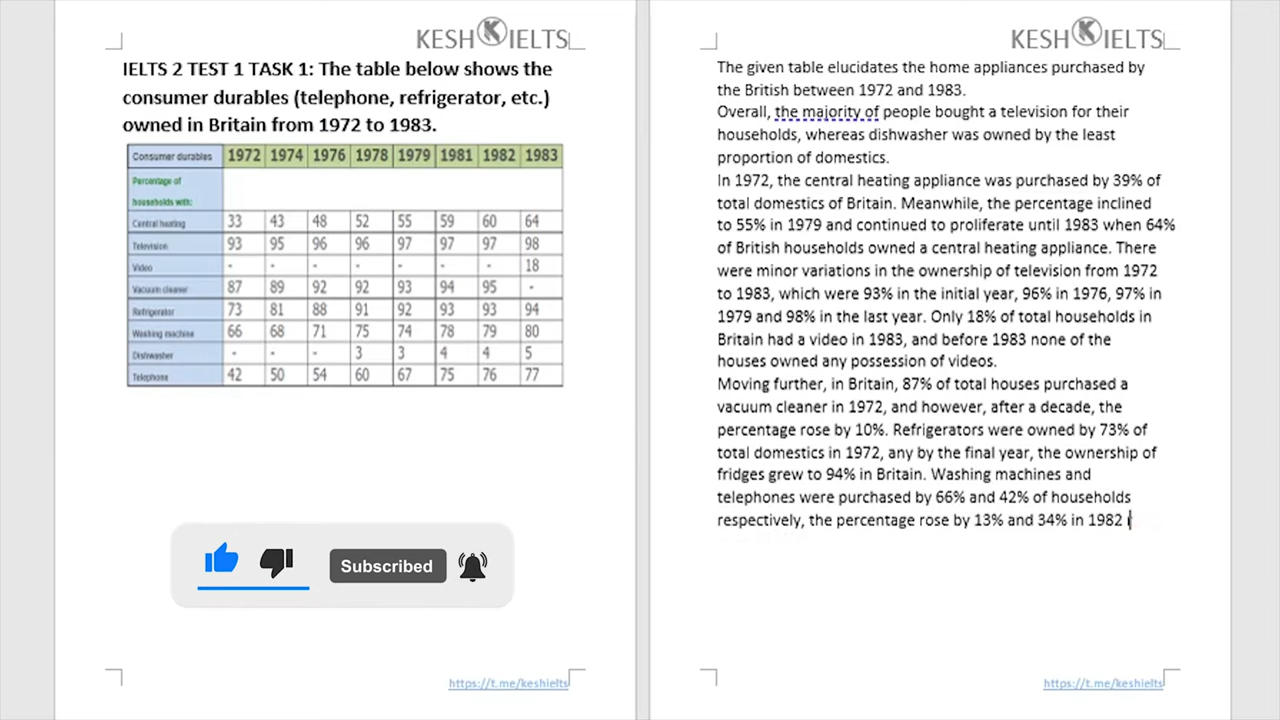 KESH IELTS
IELTS 2 TEST 1 TASK 1: The table below shows the
consumer durables (telephone, refrigerator, etc.)
owned in Britain from 1972 to 1983.
Consumer durables 1972 1974 1976 1978 1979 1981 1982 1983
Percentage of
households with:
Central heating 33 43 48 52 55 59 60 64
Television 93 95 96 96 97 97 97 98
Video - - - - - - - 18
Vacuum cleaner 87 89 92 92 93 94 95 -
Refrigerator 73 81 88 91 92 93 93 94
Washing machine 66 68 71 75 74 78 79 80
Dishwasher - - - 3 3 4 4 5
Telephone 42 50 54 60 67 75 76 77
Subscribed
https://t.me/keshielts
KESH IELTS
The given table elucidates the home appliances purchased by
the British between 1972 and 1983.
Overall, the majority of people bought a television for their
households, whereas dishwasher was owned by the least
proportion of domestics.
In 1972, the central heating appliance was purchased by 39% of
total domestics of Britain. Meanwhile, the percentage inclined
to 55% in 1979 and continued to proliferate until 1983 when 64%
of British households owned a central heating appliance. There
were minor variations in the ownership of television from 1972
to 1983, which were 93% in the initial year, 96% in 1976, 97% in
1979 and 98% in the last year. Only 18% of total households in
Britain had a video in 1983, and before 1983 none of the
houses owned any possession of videos.
Moving further, in Britain, 87% of total houses purchased a
vacuum cleaner in 1972, and however, after a decade, the
percentage rose by 10%. Refrigerators were owned by 73% of
total domestics in 1972, any by the final year, the ownership of
fridges grew to 94% in Britain. Washing machines and
telephones were purchased by 66% and 42% of households
respectively, the percentage rose by 13% and 34% in 1982
https://t.me/keshielts